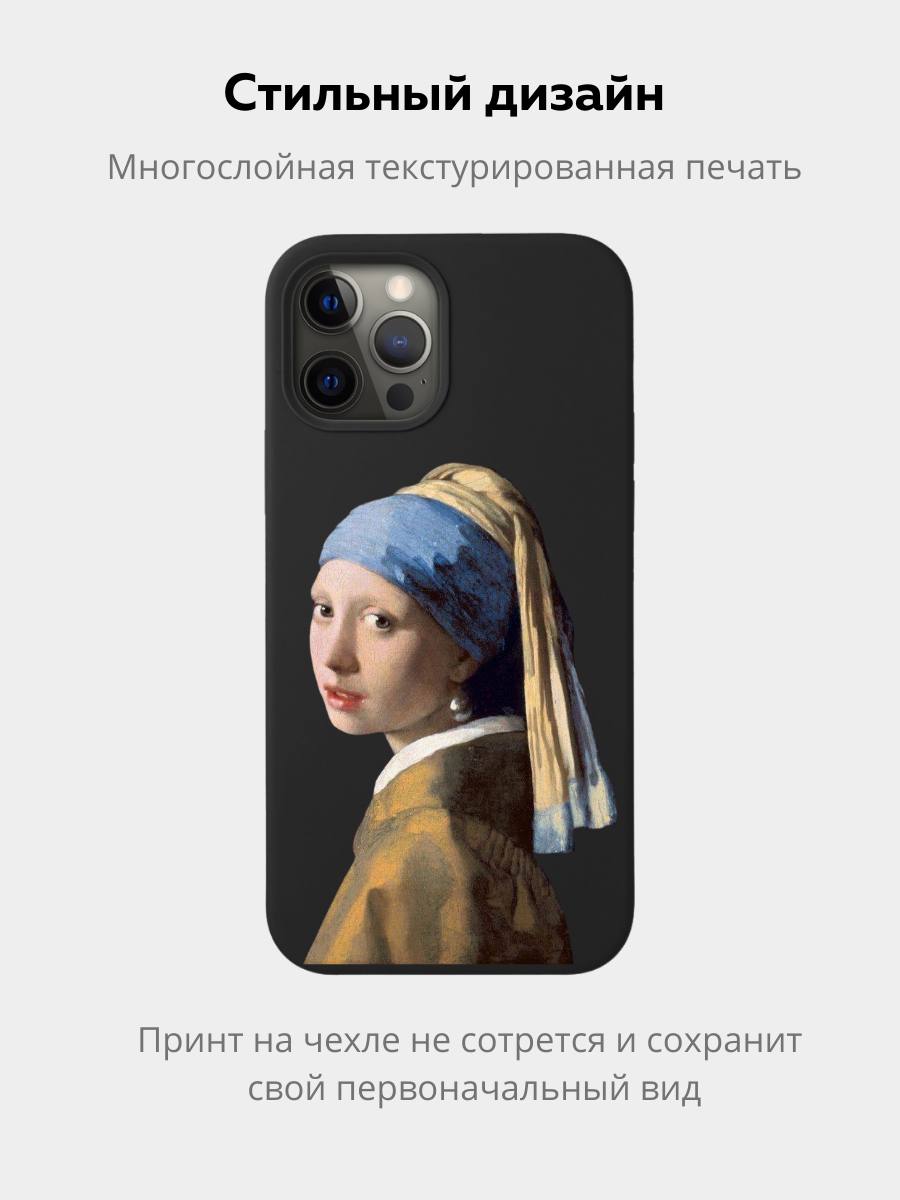 Стильный дизайн
Многослойная текстурированная печать
Принт на чехле не сотрется и сохранит
свой первоначальный вид